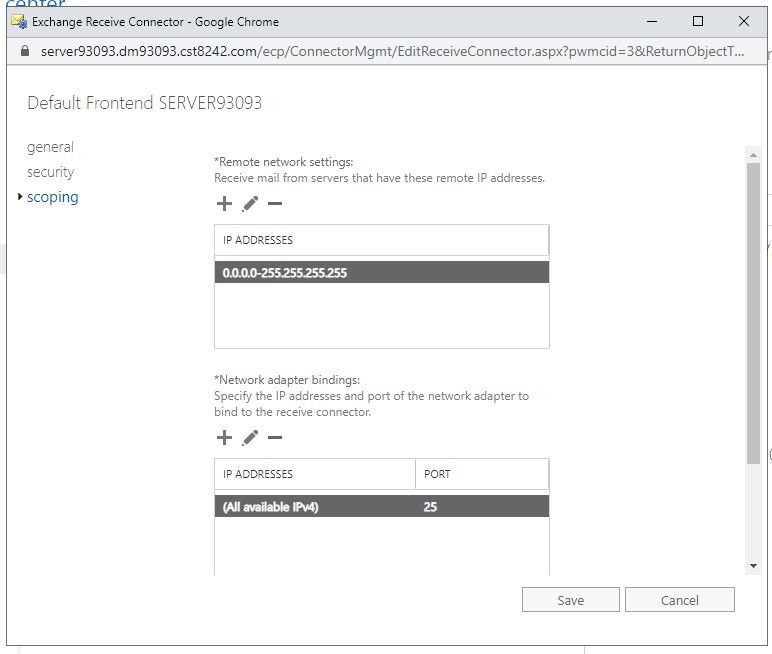 center
Exchange Receive Connector - Google Chrome
server93093.dm93093.cst8242.com/ecp/ConnectorMgmt/EditReceiveConnector.aspx?pwmcid=3&ReturnObjectT...
Default Frontend SERVER93093
general
security
scoping
*Remote network settings:
Receive mail from servers that have these remote IP addresses.
IP ADDRESSES
0.0.0.0-255.255.255.255
*Network adapter bindings:
Specify the IP addresses and port of the network adapter to
bind to the receive connector.
IP ADDRESSES PORT
(All available IPv4) 25
Save Cancel